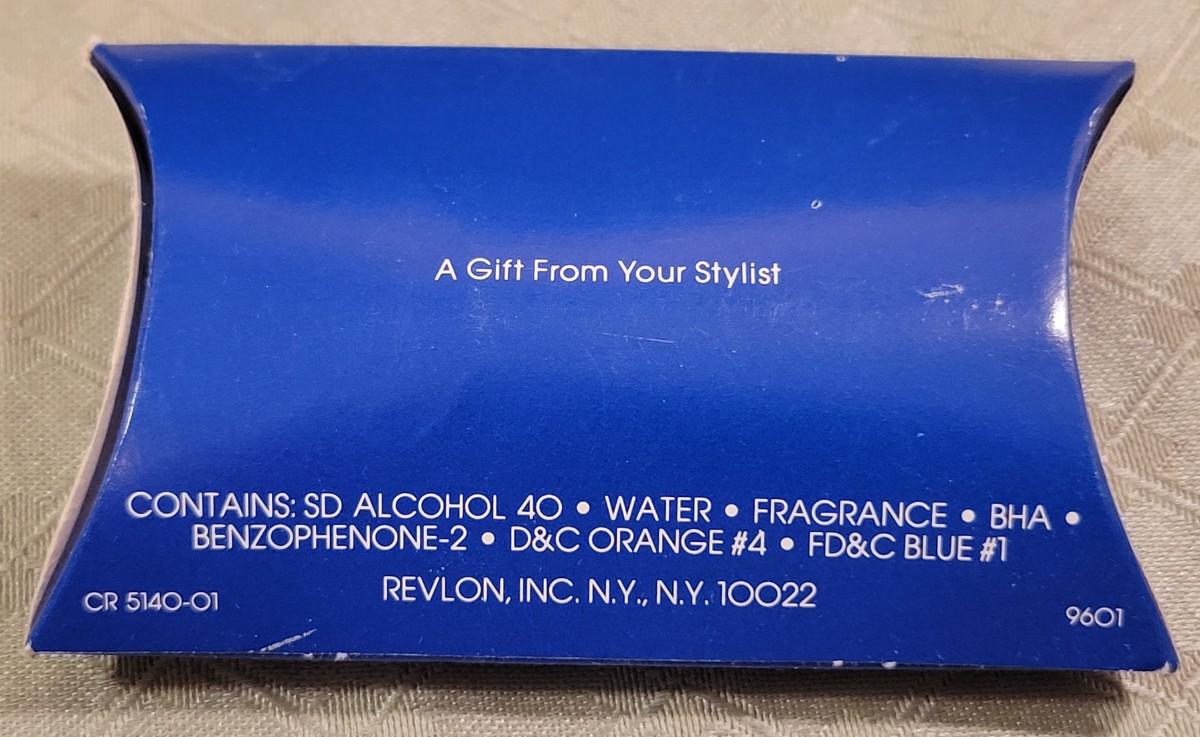 A Gift From Your Stylist
CONTAINS: SD ALCOHOL 40 • WATER • FRAGRANCE • BHA •
BENZOPHENONE-2 • D&C ORANGE #4 • FD&C BLUE #1
REVLON, INC. N.Y., N.Y. 10022
CR 5140-01
9601